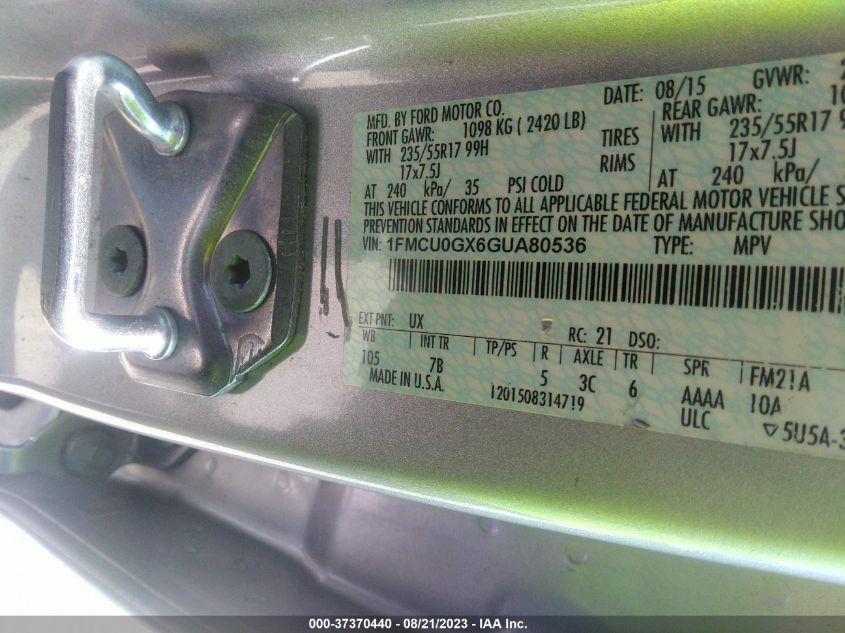 MFD. BY FORD MOTOR CO.
DATE: 08/15 GVWR:
FRONT GAWR: 1098 KG ( 2420 LB)
REAR GAWR:
WITH 235/55R17 99H TIRES WITH 235/55R17
17x7.5J RIMS 17x7.5J
AT 240 kPa/ 35 PSI COLD AT 240 kPa/
THIS VEHICLE CONFORMS TO ALL APPLICABLE FEDERAL MOTOR VEHICLE
PREVENTION STANDARDS IN EFFECT ON THE DATE OF MANUFACTURE SHO
VIN: 1FMCU0GX6GUA80536 TYPE: MPV
EXT PNT: UX RC: 21 DSO:
WB INT TR TP/PS R AXLE TR SPR FM21A
105 7B 5 3C 6 AAAA 10A
MADE IN U.S.A. 1201508314719 ULC 5U5A-3
000-37370440 - 08/21/2023 - IAA Inc.